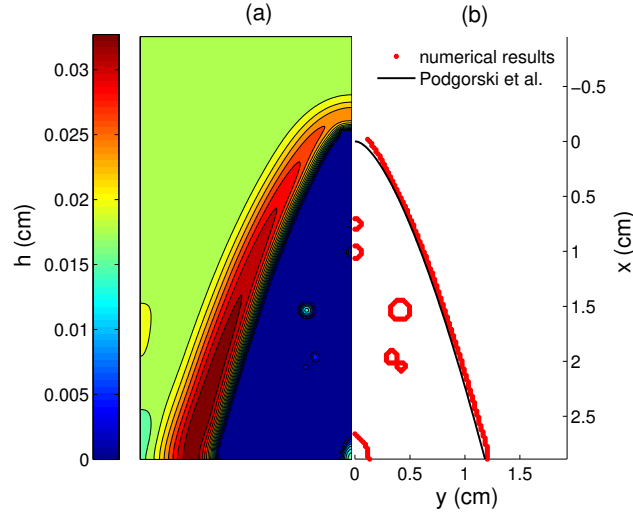 (a)
(b)
0.03
0.025
0.02
0.015
0.01
0.005
0
h (cm)
numerical results
Podgorski et al.
−0.5
0
0.5
1
1.5
2
2.5
x (cm)
0
0.5
1
1.5
y (cm)